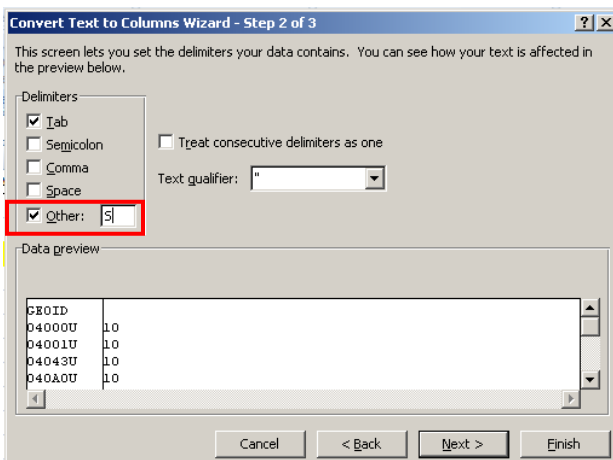 Convert Text to Columns Wizard - Step 2 of 3
This screen lets you set the delimiters your data contains. You can see how your text is affected in
the preview below.
Delimiters
Tab
Semicolon
Comma
Space
Other: S
Treat consecutive delimiters as one
Text qualifier: "
Data preview
GEOID
04000U 10
04001U 10
04043U 10
040A0U 10
Cancel < Back Next > Finish